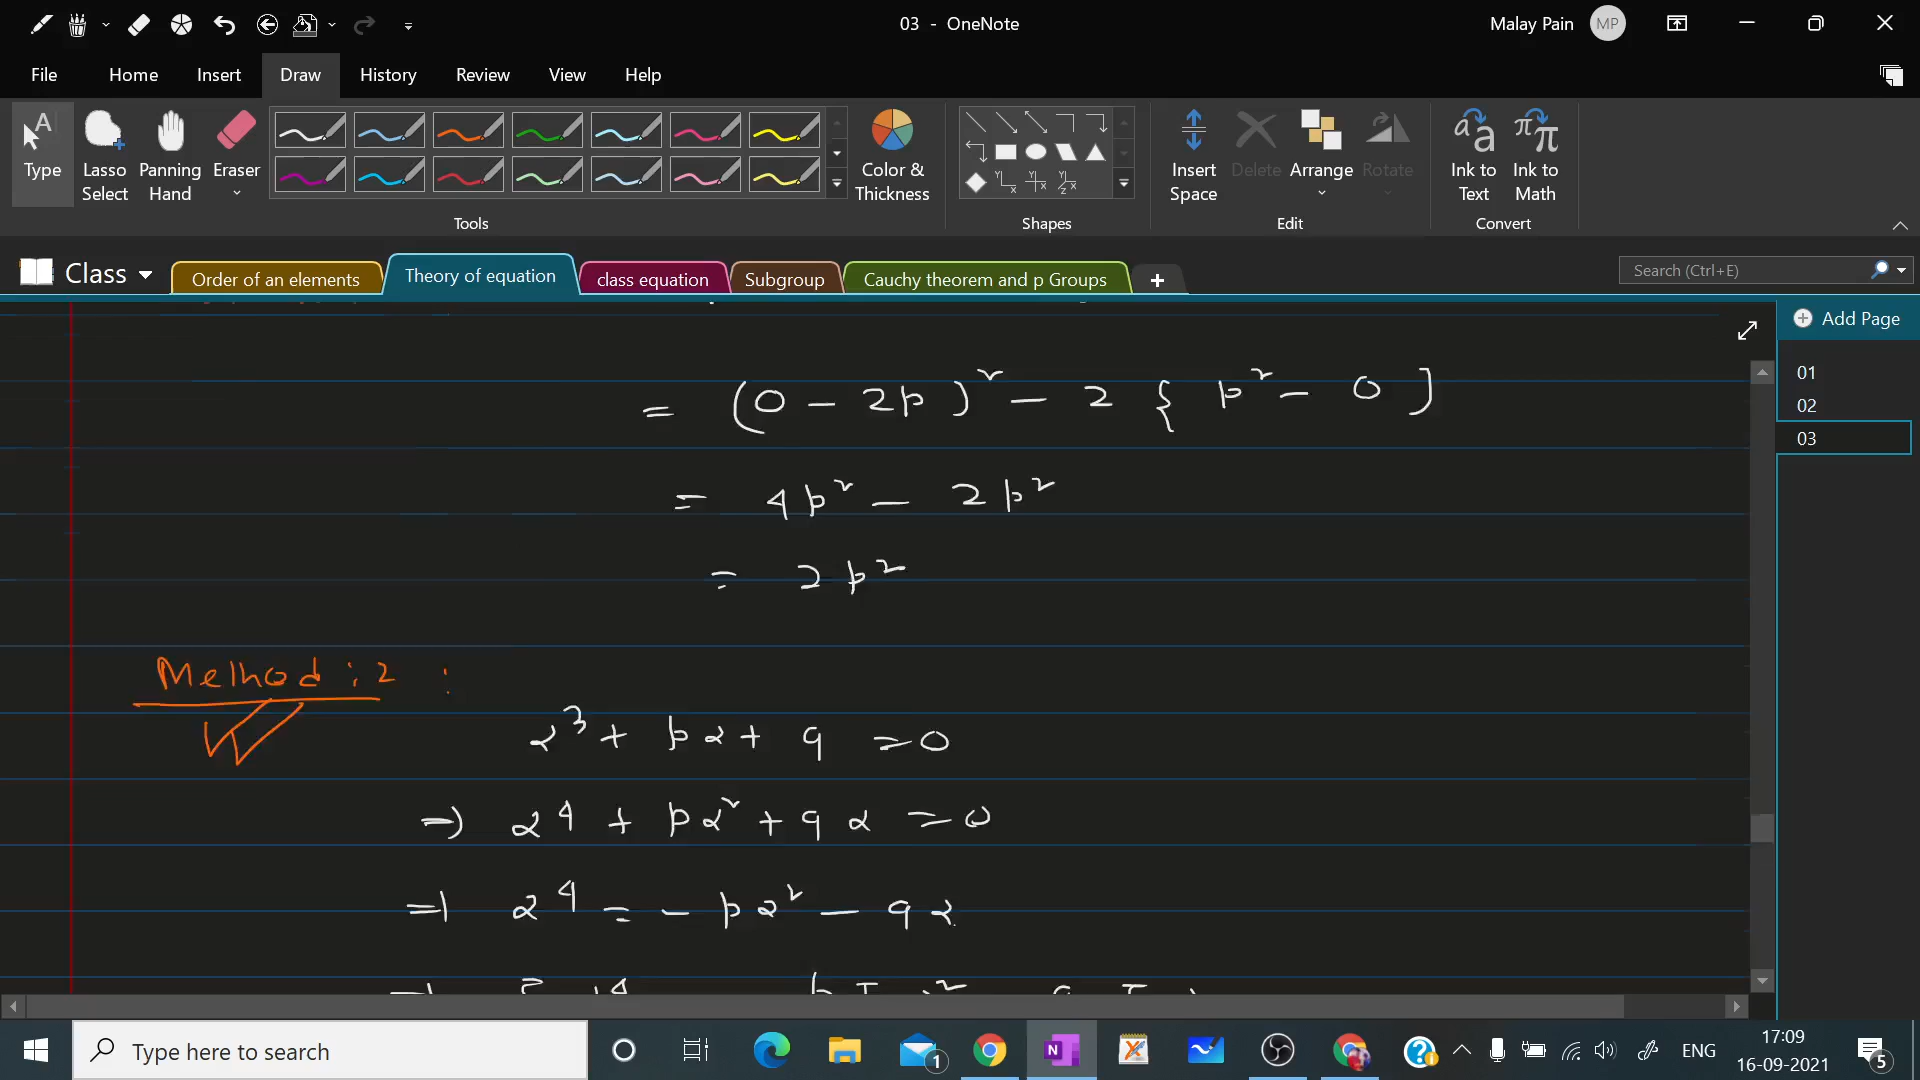 03 - OneNote
Malay Pain MP
File Home Insert Draw History Review View Help
Type Lasso Select Panning Hand Eraser Color & Thickness Insert Space Delete Arrange Rotate Ink to Text Ink to Math
Tools Shapes Edit Convert
Class Order of an elements Theory of equation class equation Subgroup Cauchy theorem and p Groups Search (Ctrl+E)
Add Page
01
02
03
= (0 - 2p)² - 2 { p² - 0 }
= 4p² - 2p²
= 2p²
Method : 2 :
α³ + pα + q = 0
⇒ α⁴ + pα² + qα = 0
⇒ α⁴ = - pα² - qα
Type here to search
1
ENG
17:09
16-09-2021
5